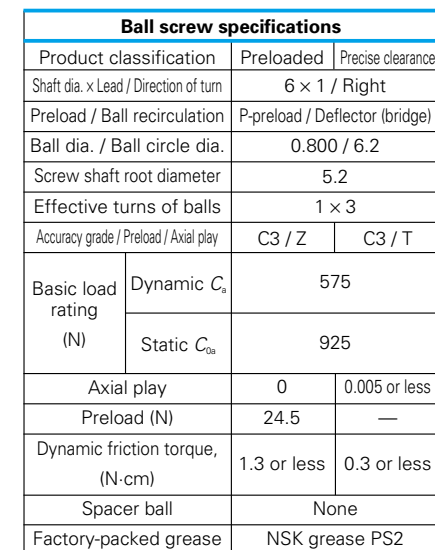 Ball screw specifications
Product classification Preloaded Precise clearance
Shaft dia. × Lead / Direction of turn 6 × 1 / Right
Preload / Ball recirculation P-preload / Deflector (bridge)
Ball dia. / Ball circle dia. 0.800 / 6.2
Screw shaft root diameter 5.2
Effective turns of balls 1 × 3
Accuracy grade / Preload / Axial play C3 / Z C3 / T
Basic load rating (N) Dynamic Ca 575
Static C0a 925
Axial play 0 0.005 or less
Preload (N) 24.5 —
Dynamic friction torque, (N·cm) 1.3 or less 0.3 or less
Spacer ball None
Factory-packed grease NSK grease PS2